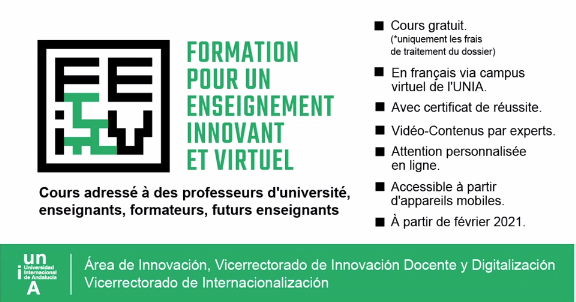 FE
iV
FORMATION
POUR UN
ENSEIGNEMENT
INNOVANT
ET VIRTUEL
Cours adressé à des professeurs d'université,
enseignants, formateurs, futurs enseignants
Cours gratuit.
(*uniquement les frais
de traitement du dossier)
En français via campus
virtuel de l'UNIA.
Avec certificat de réussite.
Vidéo-Contenus par experts.
Attention personnalisée
en ligne.
Accessible à partir
d'appareils mobiles.
À partir de février 2021.
un
i
A
Universidad
Internacional
de Andalucía
Área de Innovación, Vicerrectorado de Innovación Docente y Digitalización
Vicerrectorado de Internacionalización